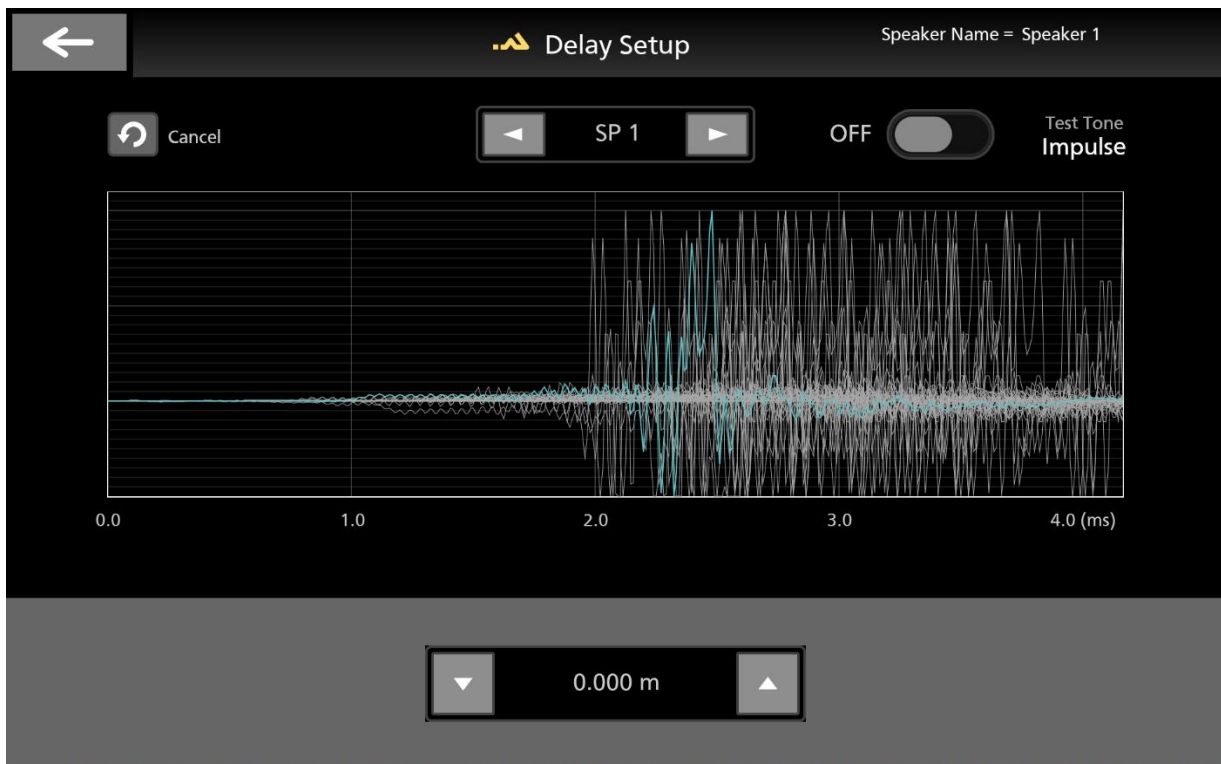 Delay Setup
Speaker Name = Speaker 1
Cancel
SP 1
OFF
Test Tone
Impulse
0.0 1.0 2.0 3.0 4.0 (ms)
0.000 m